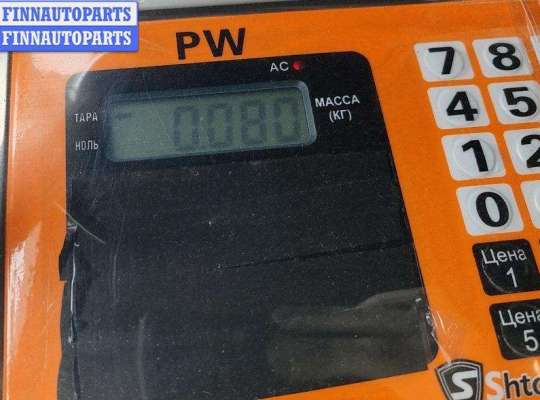 FINNAUTOPARTS
FINNAUTOPARTS
PW
AC
ТАРА
НОЛЬ
0.080
МАССА
(КГ)
7 8
4 5
1 2
0
Цена
1
Цена
5
S